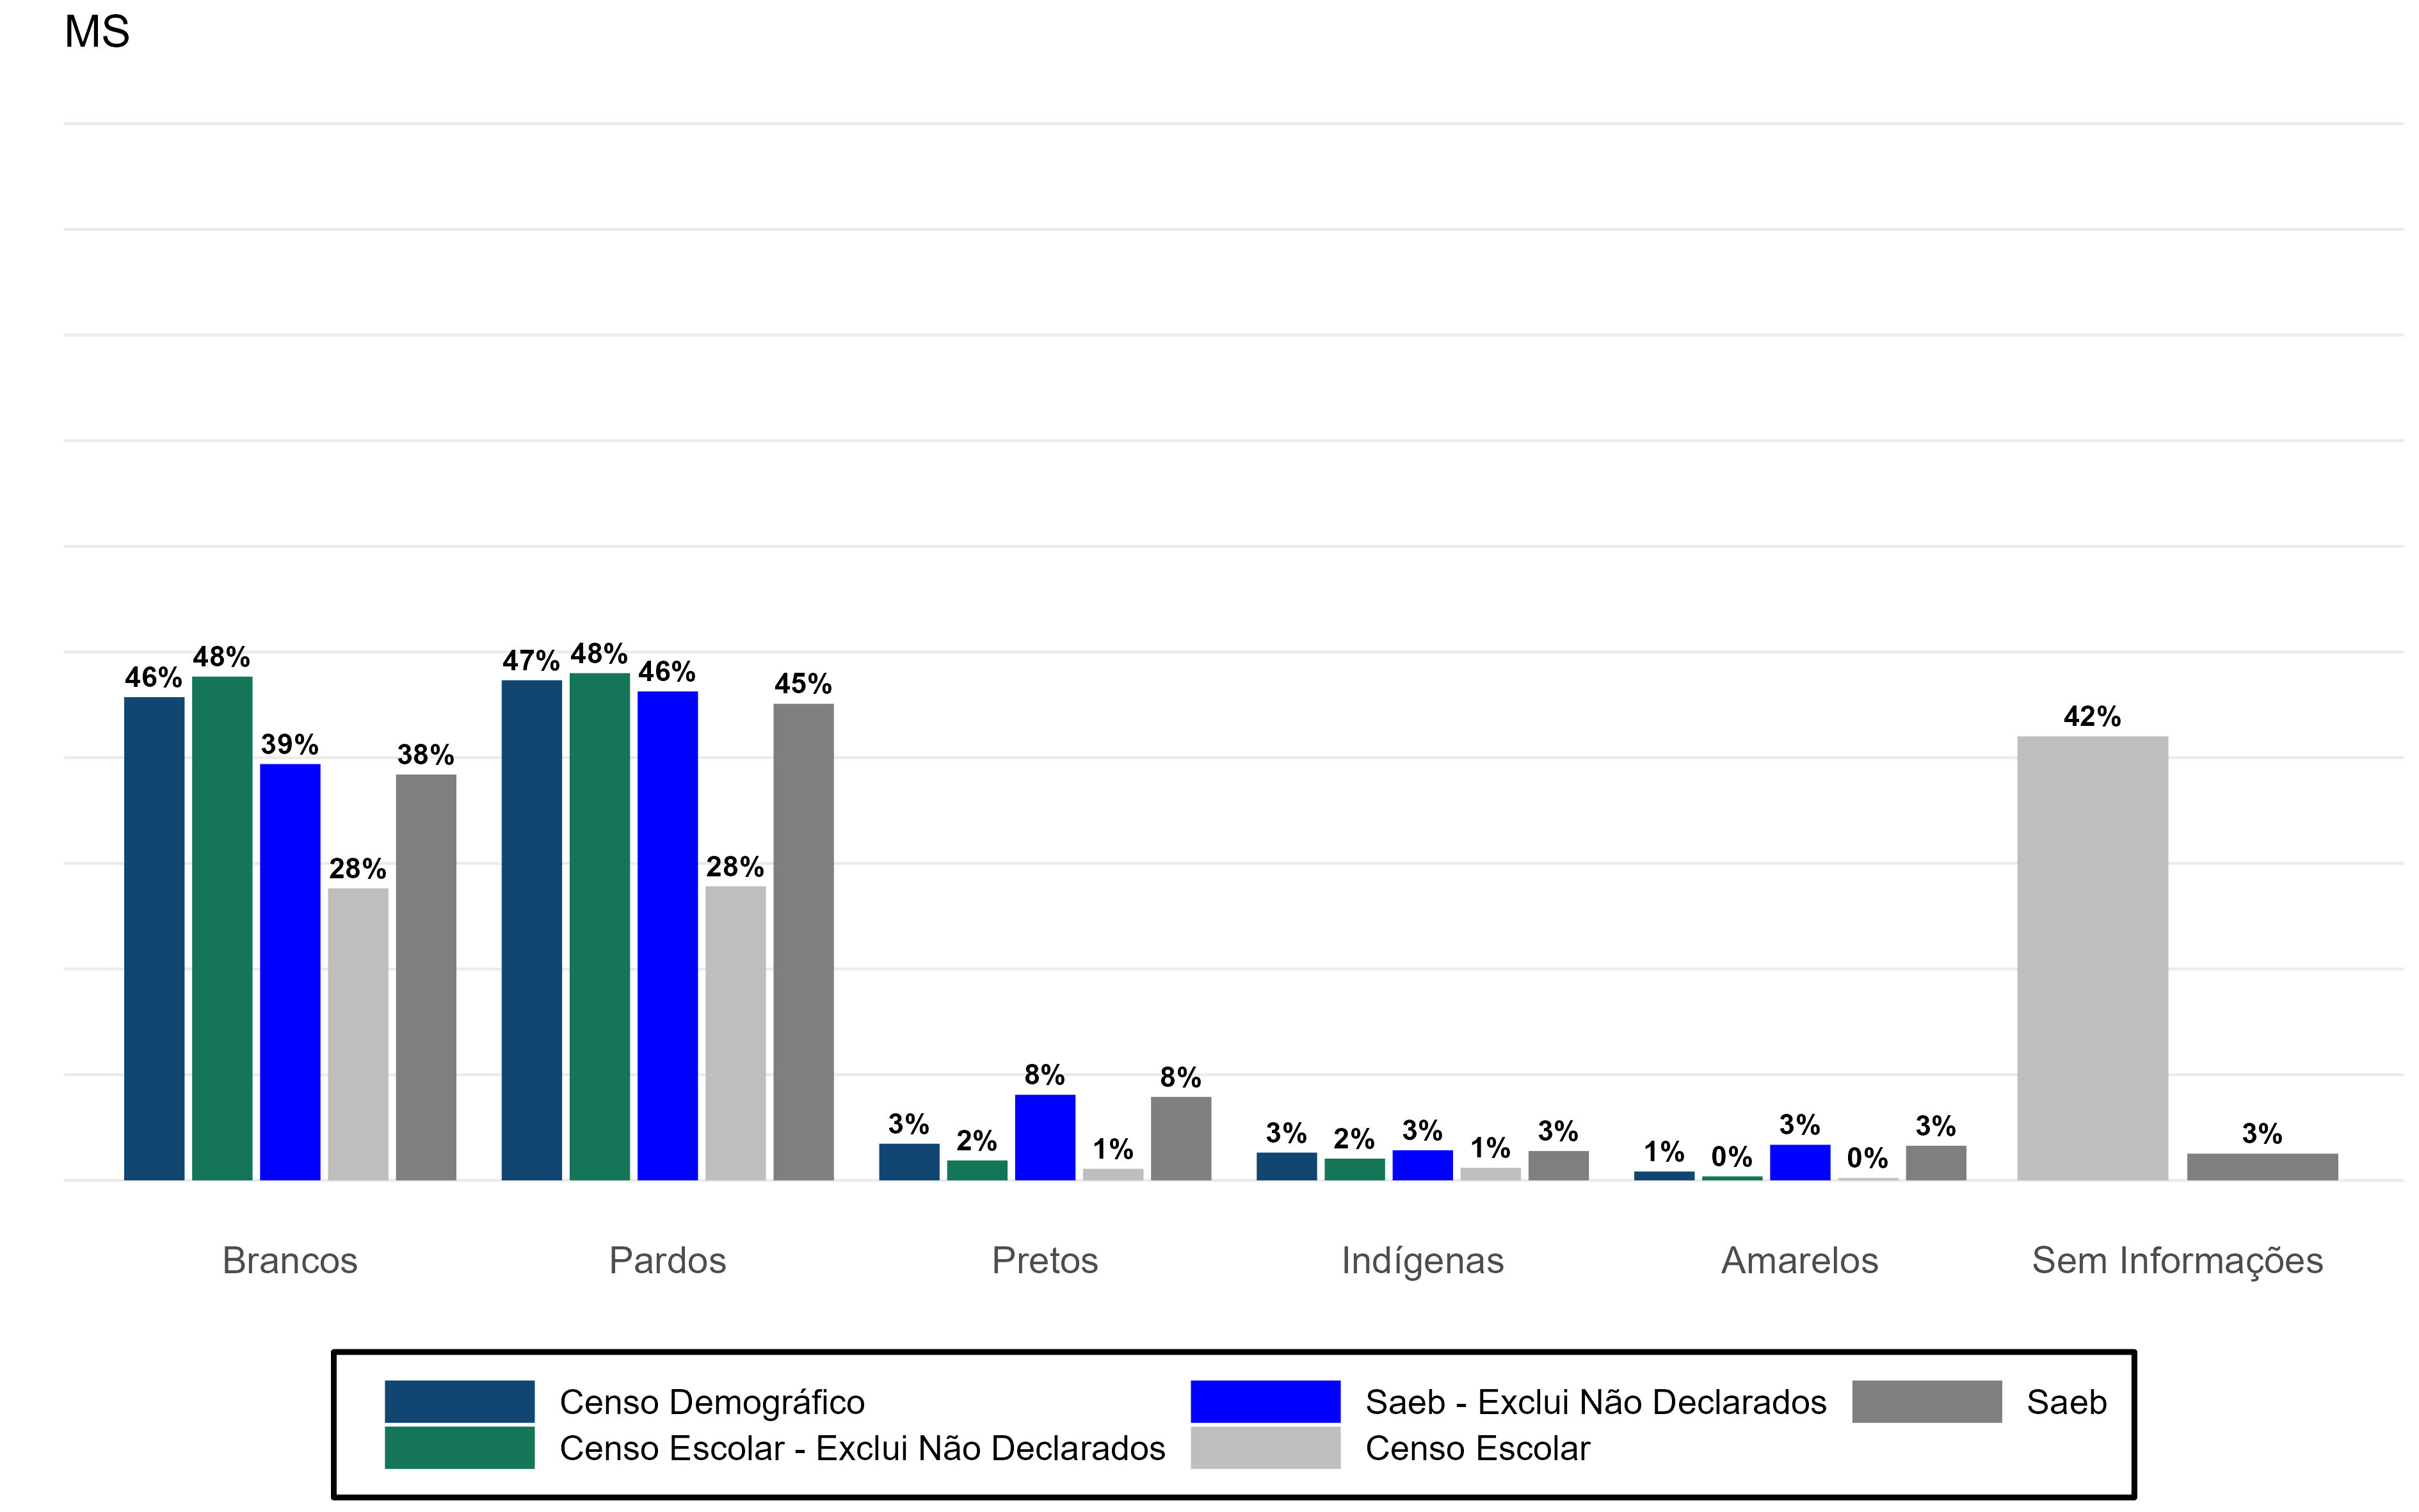 MS
46%
48%
39%
28%
38%
47%
48%
46%
28%
45%
3%
2%
8%
1%
8%
3%
2%
3%
1%
3%
1%
0%
3%
0%
3%
42%
3%
Brancos
Pardos
Pretos
Indígenas
Amarelos
Sem Informações
Censo Demográfico
Saeb - Exclui Não Declarados
Saeb
Censo Escolar - Exclui Não Declarados
Censo Escolar